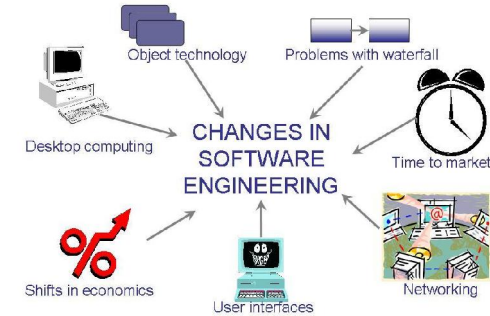 Object technology
Problems with waterfall
Desktop computing
CHANGES IN
SOFTWARE
ENGINEERING
Time to market
@
%
Shifts in economics
User interfaces
Networking